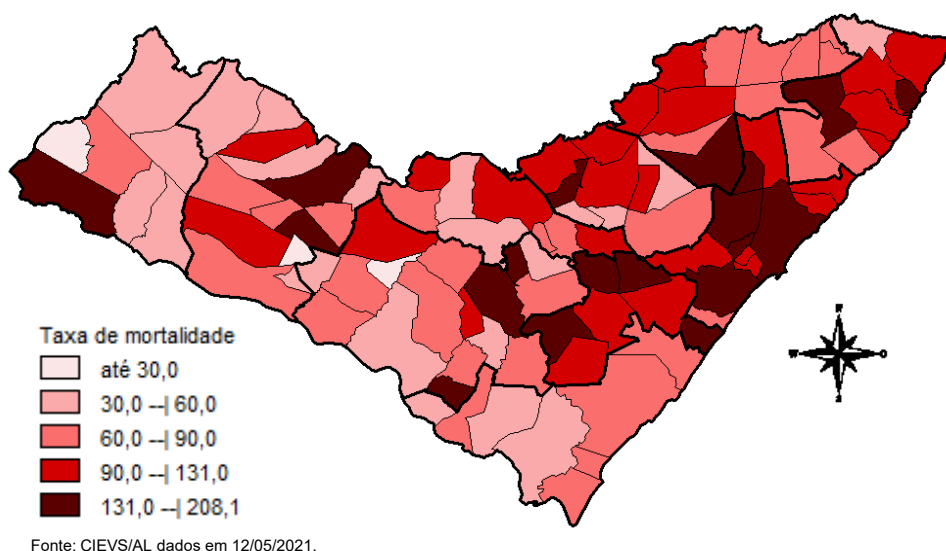 Taxa de mortalidade
até 30,0
30,0 --| 60,0
60,0 --| 90,0
90,0 --| 131,0
131,0 --| 208,1
W
O
Fonte: CIEVS/AL dados em 12/05/2021.